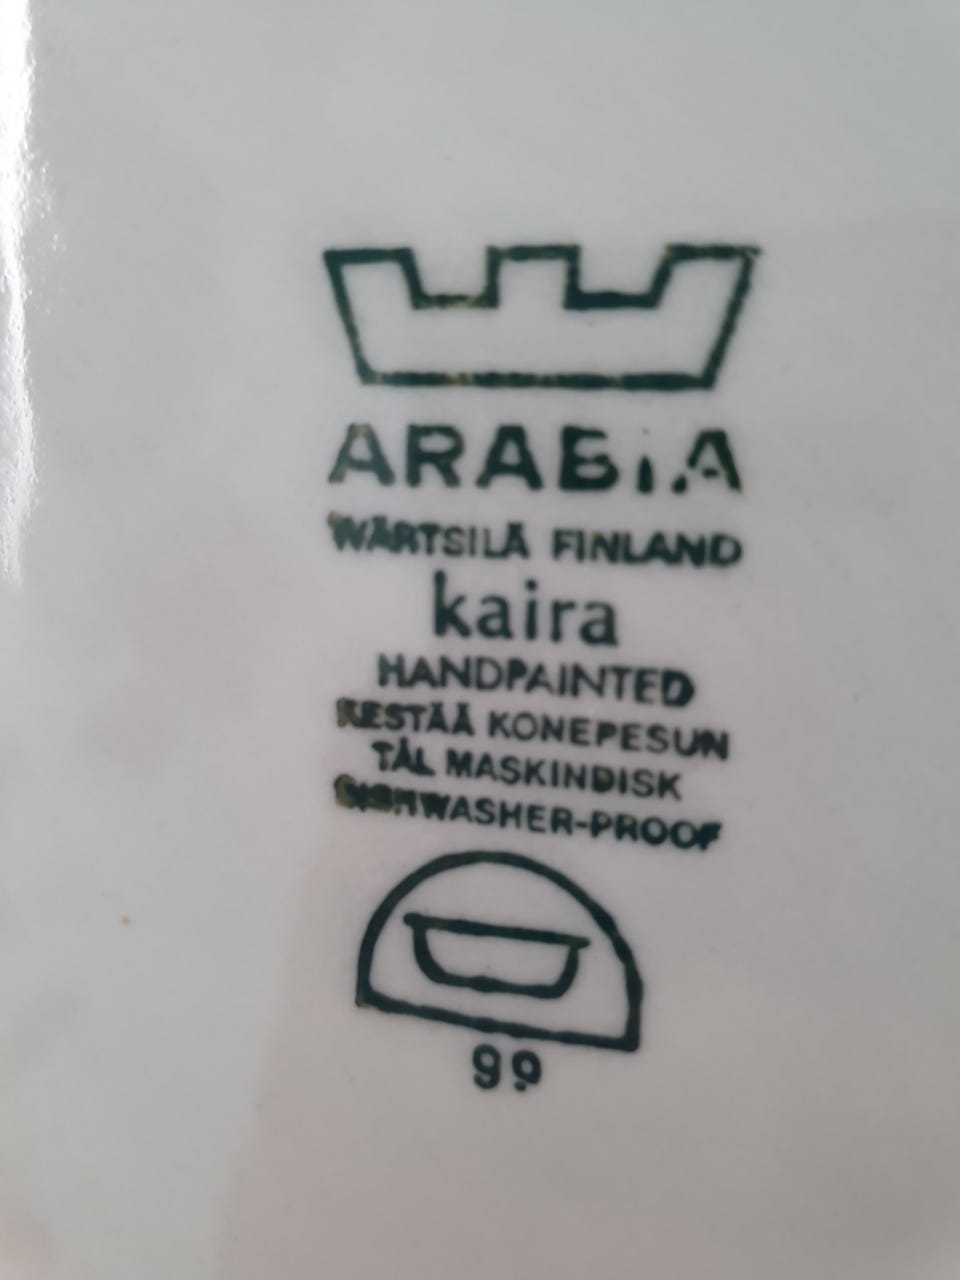 ARABIA
WÄRTSILÄ FINLAND
kaira
HANDPAINTED
KESTÄÄ KONEPESUN
TÅL MASKINDISK
DISHWASHER-PROOF
99